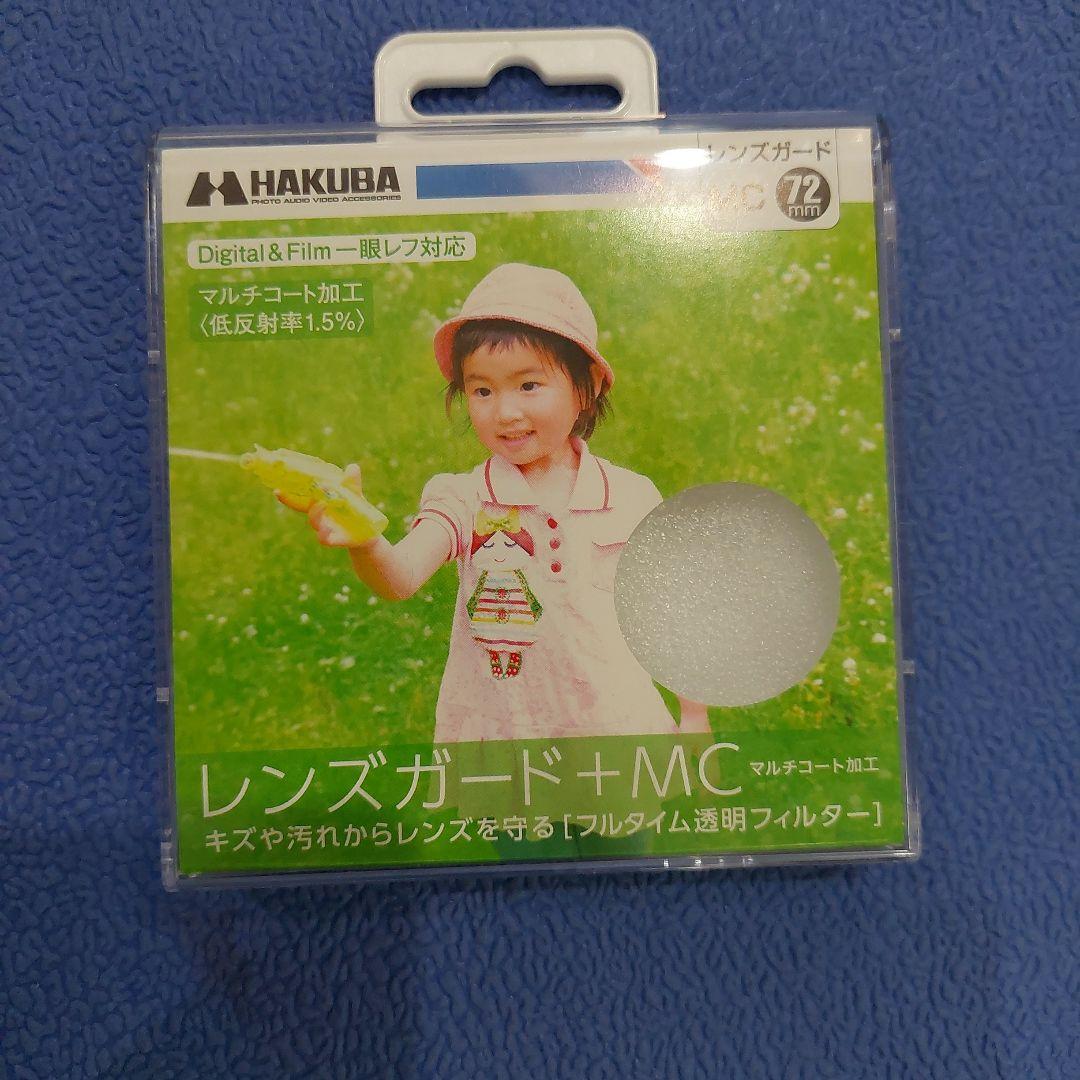 HAKUBA
PHOTO AUDIO VIDEO ACCESSORIES
レンズガード
MC
72
mm
Digital & Film 一眼レフ対応
マルチコート加工
〈低反射率1.5%〉
レンズガード+MC マルチコート加工
キズや汚れからレンズを守る[フルタイム透明フィルター]